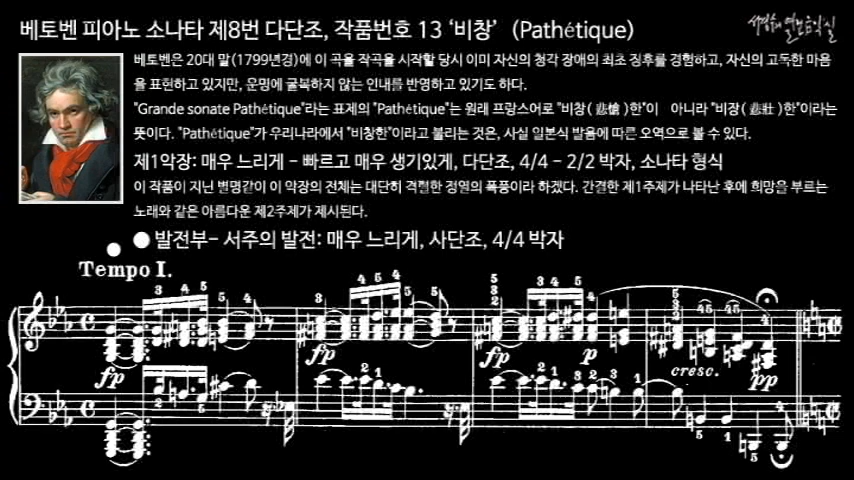 베토벤 피아노 소나타 제8번 다단조, 작품번호 13 ‘비창’ (Pathétique)
베토벤은 20대 말(1799년경)에 이 곡을 작곡을 시작할 당시 이미 자신의 청각 장애의 최초 징후를 경험하고, 자신의 고독한 마음
을 표현하고 있지만, 운명에 굴복하지 않는 인내를 반영하고 있기도 하다.
"Grande sonate Pathétique"라는 표제의 "Pathétique"는 원래 프랑스어로 "비창( 悲愴 )한"이 아니라 "비장( 悲壯 )한"이라는
뜻이다. "Pathétique"가 우리나라에서 "비창한"이라고 불리는 것은, 사실 일본식 발음에 따른 오역으로 볼 수 있다.
제1악장: 매우 느리게 - 빠르고 매우 생기있게, 다단조, 4/4 - 2/2 박자, 소나타 형식
이 작품이 지닌 별명같이 이 악장의 전체는 대단히 격렬한 정열의 폭풍이라 하겠다. 간결한 제1주제가 나타난 후에 희망을 부르는
노래와 같은 아름다운 제2주제가 제시된다.
● 발전부- 서주의 발전: 매우 느리게, 사단조, 4/4 박자
Tempo I.
fp fp fp p cresc. pp